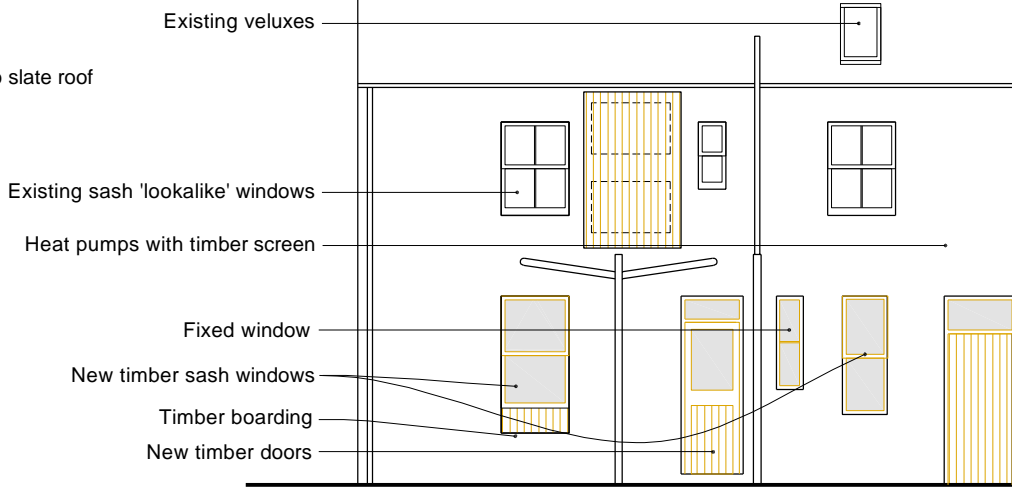 Existing veluxes
slate roof
Existing sash 'lookalike' windows
Heat pumps with timber screen
Fixed window
New timber sash windows
Timber boarding
New timber doors